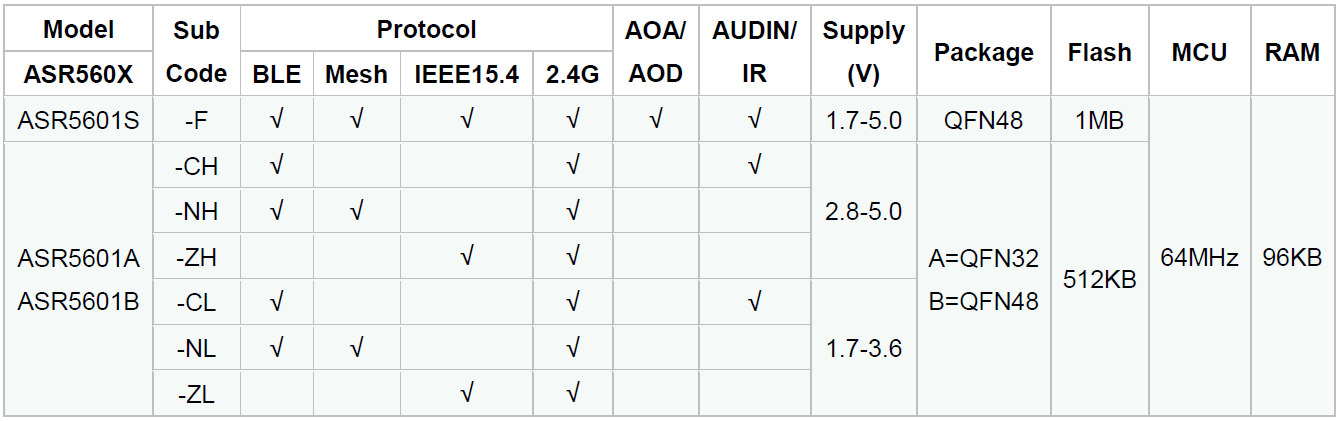 Model Sub Code Protocol AOA/ AOD AUDIN/ IR Supply (V) Package Flash MCU RAM
ASR560X BLE Mesh IEEE15.4 2.4G
ASR5601S -F √ √ √ √ √ √ 1.7-5.0 QFN48 1MB 64MHz 96KB
ASR5601A ASR5601B -CH √ √ √ 2.8-5.0 A=QFN32 B=QFN48 512KB
-NH √ √ √
-ZH √ √
-CL √ √ √ 1.7-3.6
-NL √ √ √
-ZL √ √